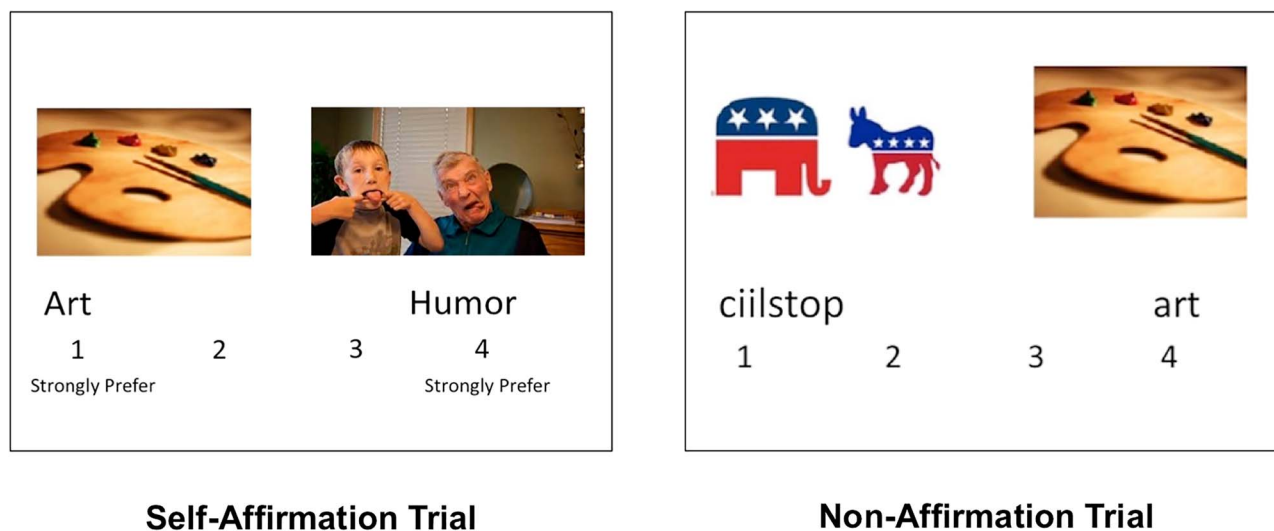 Art Humor
1 2 3 4
Strongly Prefer Strongly Prefer
Self-Affirmation Trial
ciilstop art
1 2 3 4
Non-Affirmation Trial